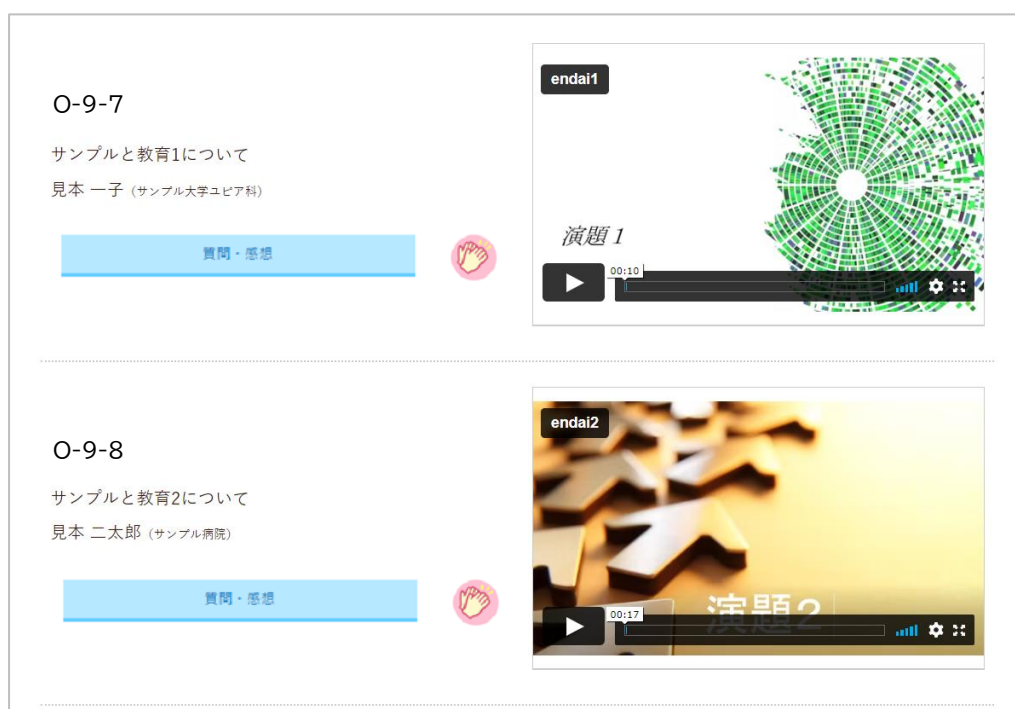 O-9-7
サンプルと教育1について
見本 一子（サンプル大学ユピア科）
質問・感想
endai1
演題 1
00:10
O-9-8
サンプルと教育2について
見本 二太郎（サンプル病院）
質問・感想
endai2
演題2
00:17